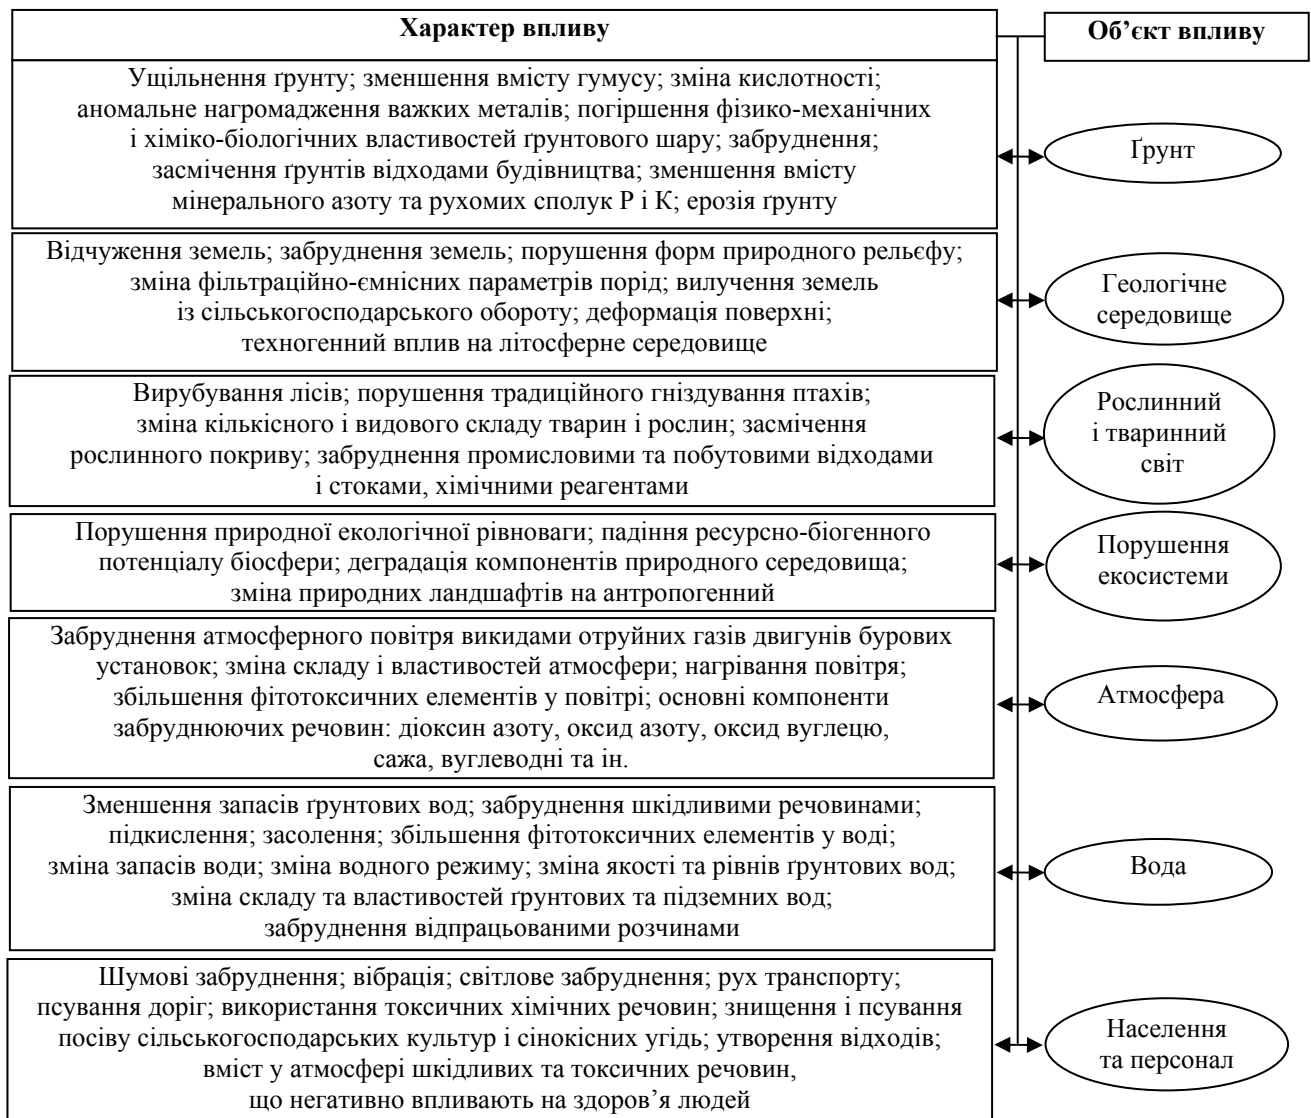 Характер впливу
Об’єкт впливу
Ущільнення ґрунту; зменшення вмісту гумусу; зміна кислотності;
аномальне нагромадження важких металів; погіршення фізико-механічних
і хіміко-біологічних властивостей ґрунтового шару; забруднення;
засмічення ґрунтів відходами будівництва; зменшення вмісту
мінерального азоту та рухомих сполук Р і К; ерозія ґрунту
Ґрунт
Відчуження земель; забруднення земель; порушення форм природного рельєфу;
зміна фільтраційно-ємнісних параметрів порід; вилучення земель
із сільськогосподарського обороту; деформація поверхні;
техногенний вплив на літосферне середовище
Геологічне
середовище
Вирубування лісів; порушення традиційного гніздування птахів;
зміна кількісного і видового складу тварин і рослин; засмічення
рослинного покриву; забруднення промисловими та побутовими відходами
і стоками, хімічними реагентами
Рослинний
і тваринний
світ
Порушення природної екологічної рівноваги; падіння ресурсно-біогенного
потенціалу біосфери; деградація компонентів природного середовища;
зміна природних ландшафтів на антропогенний
Порушення
екосистеми
Забруднення атмосферного повітря викидами отруйних газів двигунів бурових
установок; зміна складу і властивостей атмосфери; нагрівання повітря;
збільшення фітотоксичних елементів у повітрі; основні компоненти
забруднюючих речовин: діоксин азоту, оксид азоту, оксид вуглецю,
сажа, вуглеводні та ін.
Атмосфера
Зменшення запасів ґрунтових вод; забруднення шкідливими речовинами;
підкислення; засолення; збільшення фітотоксичних елементів у воді;
зміна запасів води; зміна водного режиму; зміна якості та рівнів ґрунтових вод;
зміна складу та властивостей ґрунтових та підземних вод;
забруднення відпрацьованими розчинами
Вода
Шумові забруднення; вібрація; світлове забруднення; рух транспорту;
псування доріг; використання токсичних хімічних речовин; знищення і псування
посіву сільськогосподарських культур і сінокісних угідь; утворення відходів;
вміст у атмосфері шкідливих та токсичних речовин,
що негативно впливають на здоров’я людей
Населення
та персонал